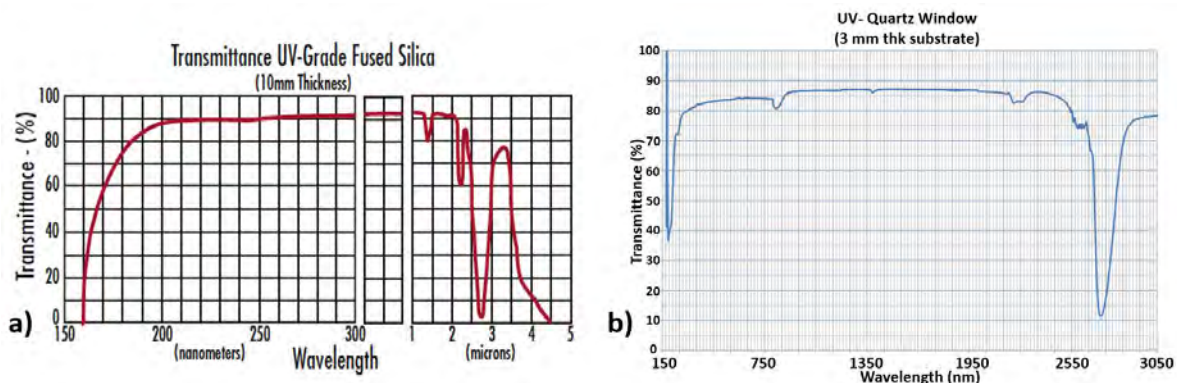 Transmittance UV-Grade Fused Silica
(10mm Thickness)
Transmittance - (%)
100
80
60
40
80
0
150
200
250
300
1
2
3
4
5
(nanometers)
Wavelength
(microns)
a)
UV- Quartz Window
(3 mm thk substrate)
Transmittance (%)
100
90
80
70
60
50
40
30
20
10
0
150
750
1350
1950
2550
3050
Wavelength (nm)
b)